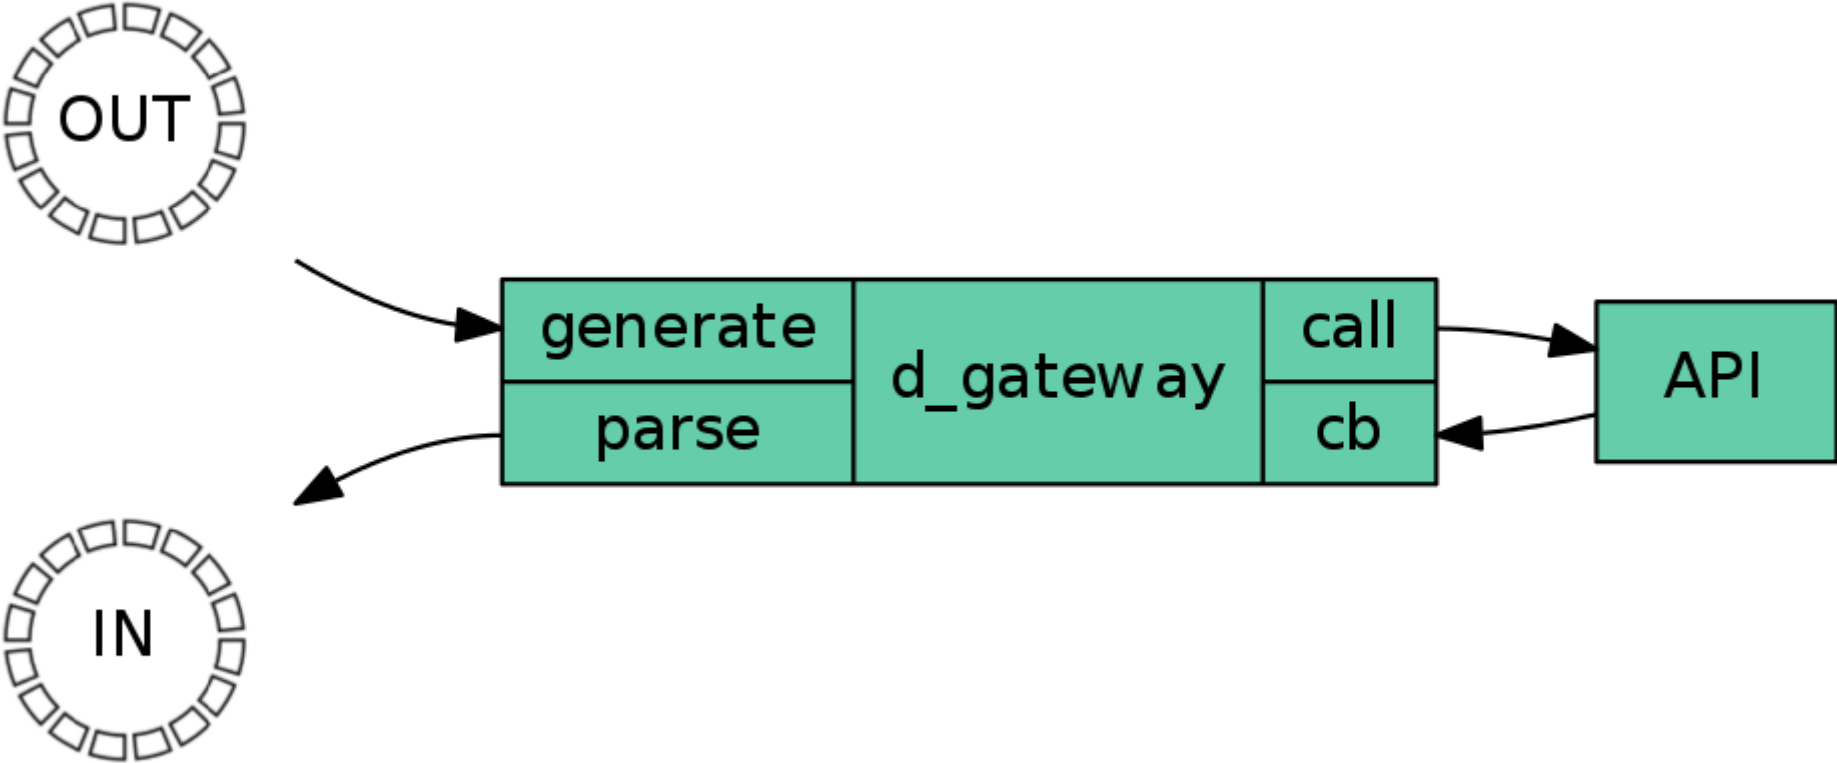 OUT
generate
parse
d_gateway
call
cb
API
IN